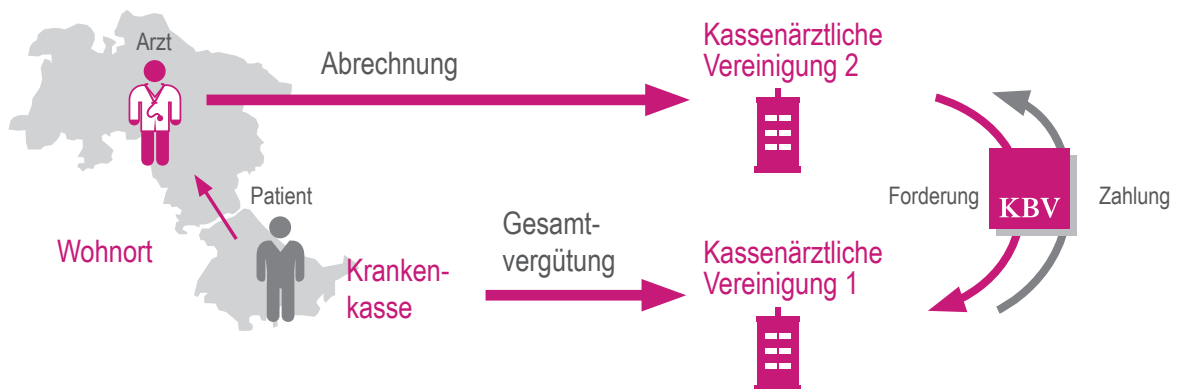 Arzt
Abrechnung
Kassenärztliche
Vereinigung 2
Patient
Wohnort
Kranken-
kasse
Gesamt-
vergütung
Kassenärztliche
Vereinigung 1
Forderung
KBV
Zahlung